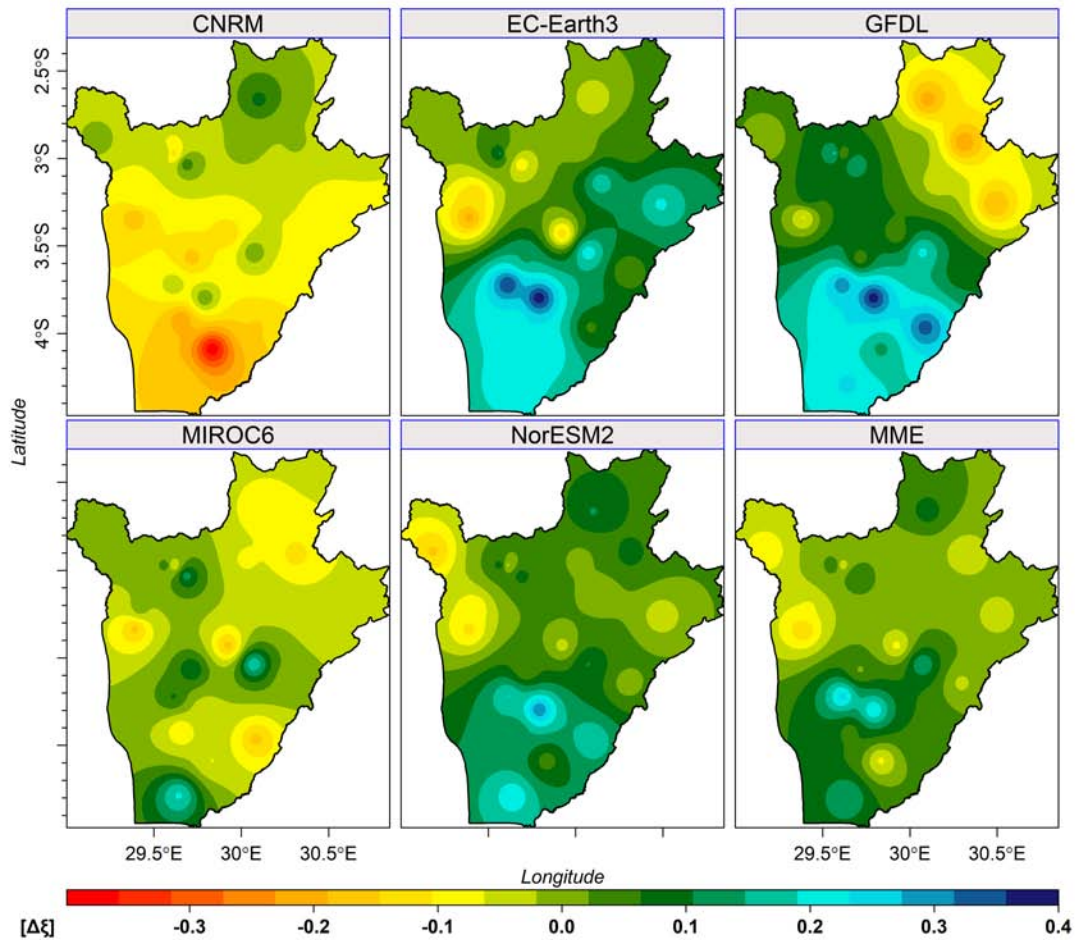 CNRM EC-Earth3 GFDL
2.5°S
3°S
3.5°S
4°S
Latitude
MIROC6 NorESM2 MME
29.5°E 30°E 30.5°E 29.5°E 30°E 30.5°E
Longitude
[Δξ] -0.3 -0.2 -0.1 0.0 0.1 0.2 0.3 0.4